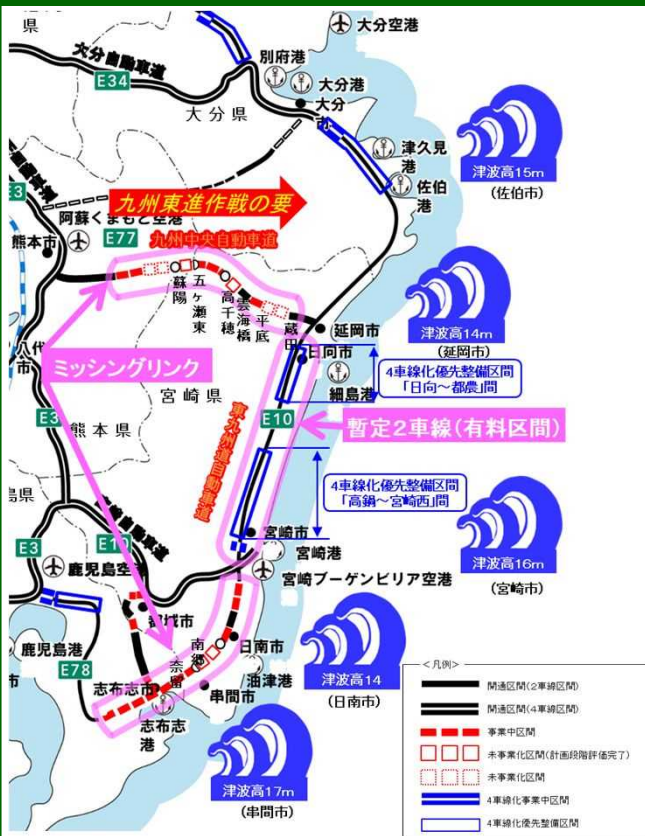 県
大分自動車道
E34
大分空港
別府港
大分港
大分市
大分県
津久見港
佐伯港
津波高15m
(佐伯市)
九州東進作戦の要
阿蘇くまもと空港
E3
E77
九州中央自動車道
熊本市
蘇陽
五ヶ瀬東
高千穂
雲海橋
平底
蔵田
延岡市
津波高14m
(延岡市)
日向市
細島港
4車線化優先整備区間
「日向～都農」間
八代市
ミッシングリンク
宮崎県
E10
暫定2車線(有料区間)
E3
熊本県
東九州道自動車道
4車線化優先整備区間
「高鍋～宮崎西」間
島県
宮崎市
宮崎港
宮崎ブーゲンビリア空港
津波高16m
(宮崎市)
E3
鹿児島空
都城市
鹿児島港
E78
日南市
南郷
奈留
油津港
志布志市
串間市
志布志港
津波高14
(日南市)
津波高17m
(串間市)
<凡例>
開通区間(2車線区間)
開通区間(4車線区間)
事業中区間
未事業化区間(計画段階評価完了)
未事業化区間
4車線化事業中区間
4車線化優先整備区間